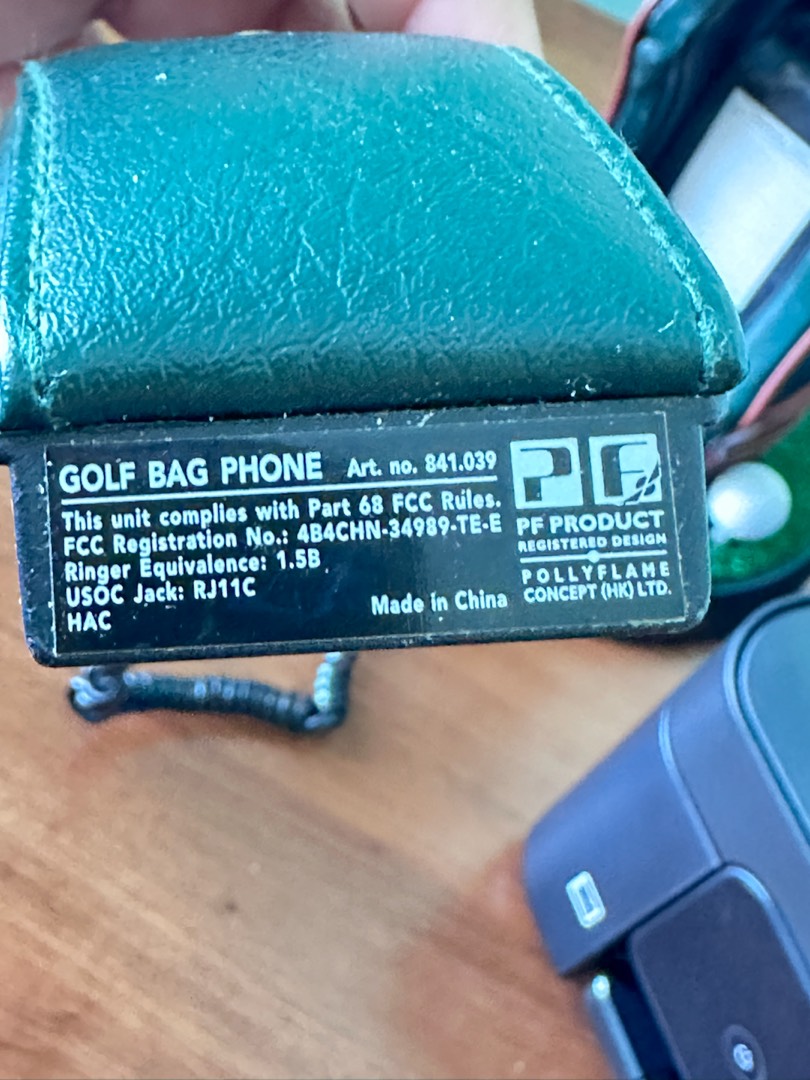 GOLF BAG PHONE Art. no. 841.039
This unit complies with Part 68 FCC Rules.
FCC Registration No.: 4B4CHN-34989-TE-E
Ringer Equivalence: 1.5B
USOC Jack: RJ11C
HAC
Made in China
PF
PF PRODUCT
REGISTERED DESIGN
POLLYFLAME
CONCEPT (HK) LTD.